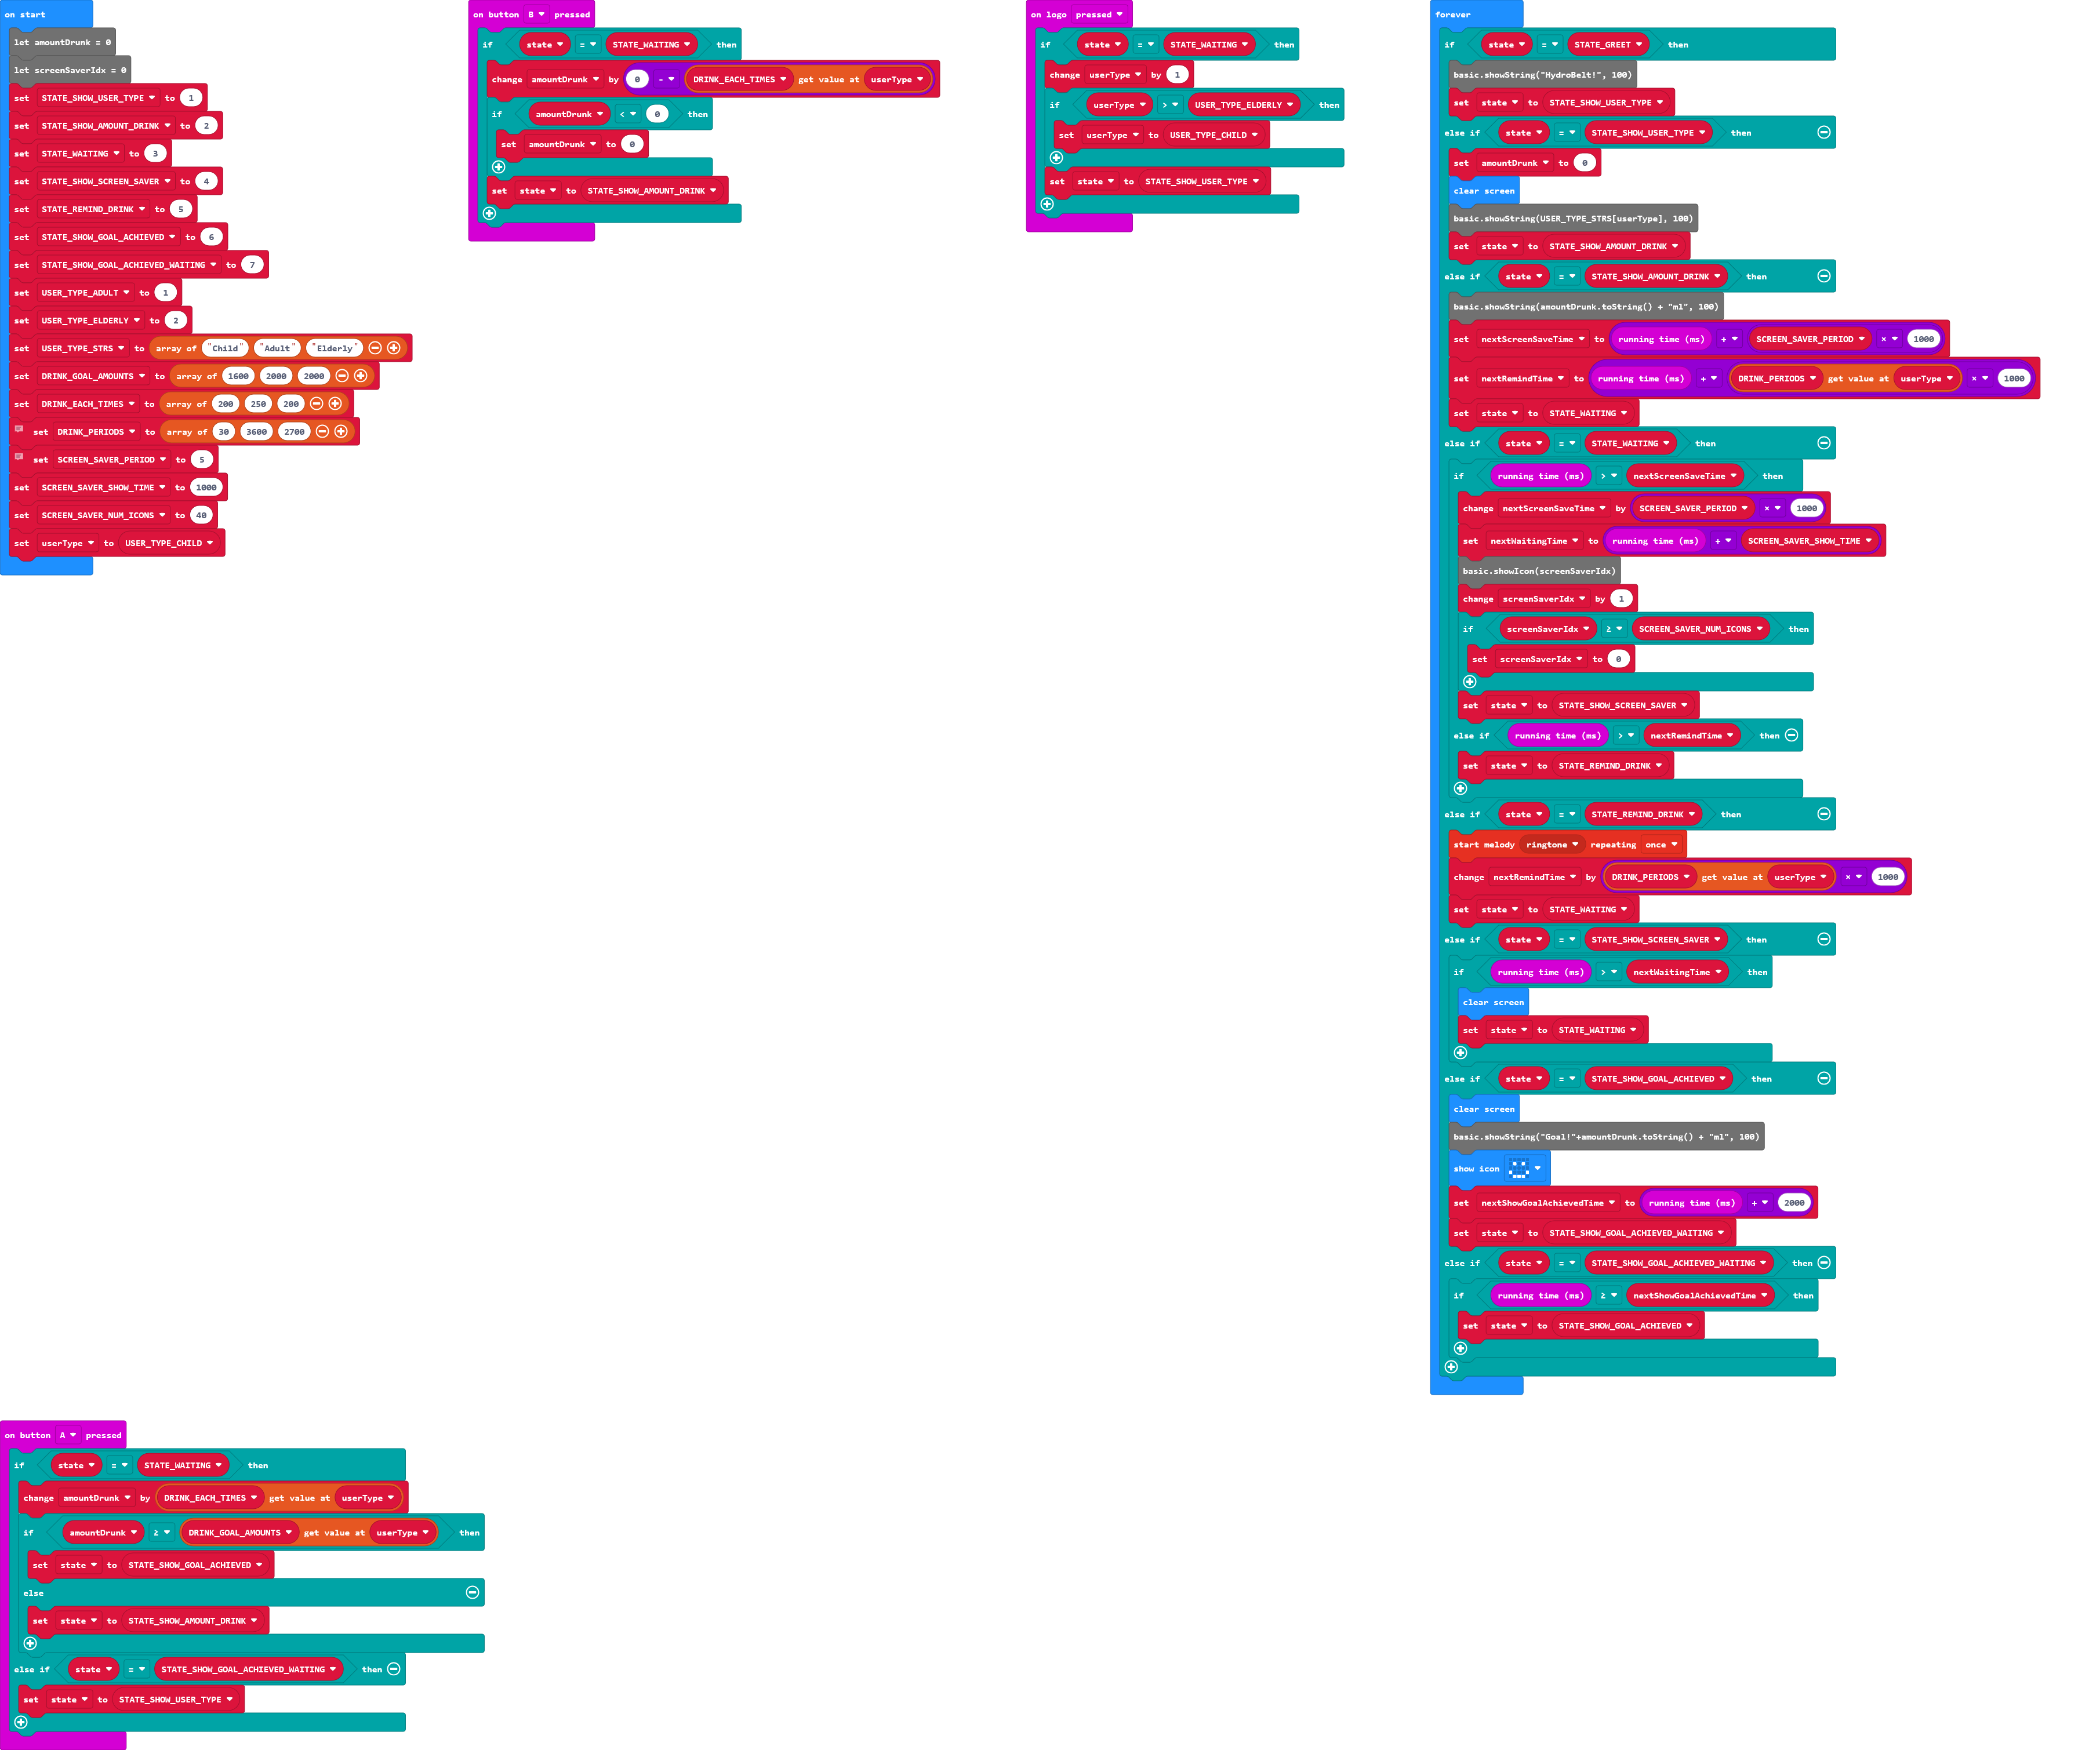 on start
let amountDrunk = 0
let screenSaverIdx = 0
set STATE_SHOW_USER_TYPE to 1
set STATE_SHOW_AMOUNT_DRINK to 2
set STATE_WAITING to 3
set STATE_SHOW_SCREEN_SAVER to 4
set STATE_REMIND_DRINK to 5
set STATE_SHOW_GOAL_ACHIEVED to 6
set STATE_SHOW_GOAL_ACHIEVED_WAITING to 7
set USER_TYPE_ADULT to 1
set USER_TYPE_ELDERLY to 2
set USER_TYPE_STRS to array of "Child" "Adult" "Elderly"
set DRINK_GOAL_AMOUNTS to array of 1600 2000 2000
set DRINK_EACH_TIMES to array of 200 250 200
set DRINK_PERIODS to array of 30 3600 2700
set SCREEN_SAVER_PERIOD to 5
set SCREEN_SAVER_SHOW_TIME to 1000
set SCREEN_SAVER_NUM_ICONS to 40
set userType to USER_TYPE_CHILD
on button B pressed
if state = STATE_WAITING then
change amountDrunk by 0 - DRINK_EACH_TIMES get value at userType
if amountDrunk < 0 then
set amountDrunk to 0
set state to STATE_SHOW_AMOUNT_DRINK
on logo pressed
if state = STATE_WAITING then
change userType by 1
if userType > USER_TYPE_ELDERLY then
set userType to USER_TYPE_CHILD
set state to STATE_SHOW_USER_TYPE
forever
if state = STATE_GREET then
basic.showString("HydroBelt!", 100)
set state to STATE_SHOW_USER_TYPE
else if state = STATE_SHOW_USER_TYPE then
set amountDrunk to 0
clear screen
basic.showString(USER_TYPE_STRS[userType], 100)
set state to STATE_SHOW_AMOUNT_DRINK
else if state = STATE_SHOW_AMOUNT_DRINK then
basic.showString(amountDrunk.toString() + "ml", 100)
set nextScreenSaveTime to running time (ms) + SCREEN_SAVER_PERIOD × 1000
set nextRemindTime to running time (ms) + DRINK_PERIODS get value at userType × 1000
set state to STATE_WAITING
else if state = STATE_WAITING then
if running time (ms) > nextScreenSaveTime then
change nextScreenSaveTime by SCREEN_SAVER_PERIOD × 1000
set nextWaitingTime to running time (ms) + SCREEN_SAVER_SHOW_TIME
basic.showIcon(screenSaverIdx)
change screenSaverIdx by 1
if screenSaverIdx ≥ SCREEN_SAVER_NUM_ICONS then
set screenSaverIdx to 0
set state to STATE_SHOW_SCREEN_SAVER
else if running time (ms) > nextRemindTime then
set state to STATE_REMIND_DRINK
else if state = STATE_REMIND_DRINK then
start melody ringtone repeating once
change nextRemindTime by DRINK_PERIODS get value at userType × 1000
set state to STATE_WAITING
else if state = STATE_SHOW_SCREEN_SAVER then
if running time (ms) > nextWaitingTime then
clear screen
set state to STATE_WAITING
else if state = STATE_SHOW_GOAL_ACHIEVED then
clear screen
basic.showString("Goal!"+amountDrunk.toString() + "ml", 100)
show icon
set nextShowGoalAchievedTime to running time (ms) + 2000
set state to STATE_SHOW_GOAL_ACHIEVED_WAITING
else if state = STATE_SHOW_GOAL_ACHIEVED_WAITING then
if running time (ms) ≥ nextShowGoalAchievedTime then
set state to STATE_SHOW_GOAL_ACHIEVED
on button A pressed
if state = STATE_WAITING then
change amountDrunk by DRINK_EACH_TIMES get value at userType
if amountDrunk ≥ DRINK_GOAL_AMOUNTS get value at userType then
set state to STATE_SHOW_GOAL_ACHIEVED
else
set state to STATE_SHOW_AMOUNT_DRINK
else if state = STATE_SHOW_GOAL_ACHIEVED_WAITING then
set state to STATE_SHOW_USER_TYPE